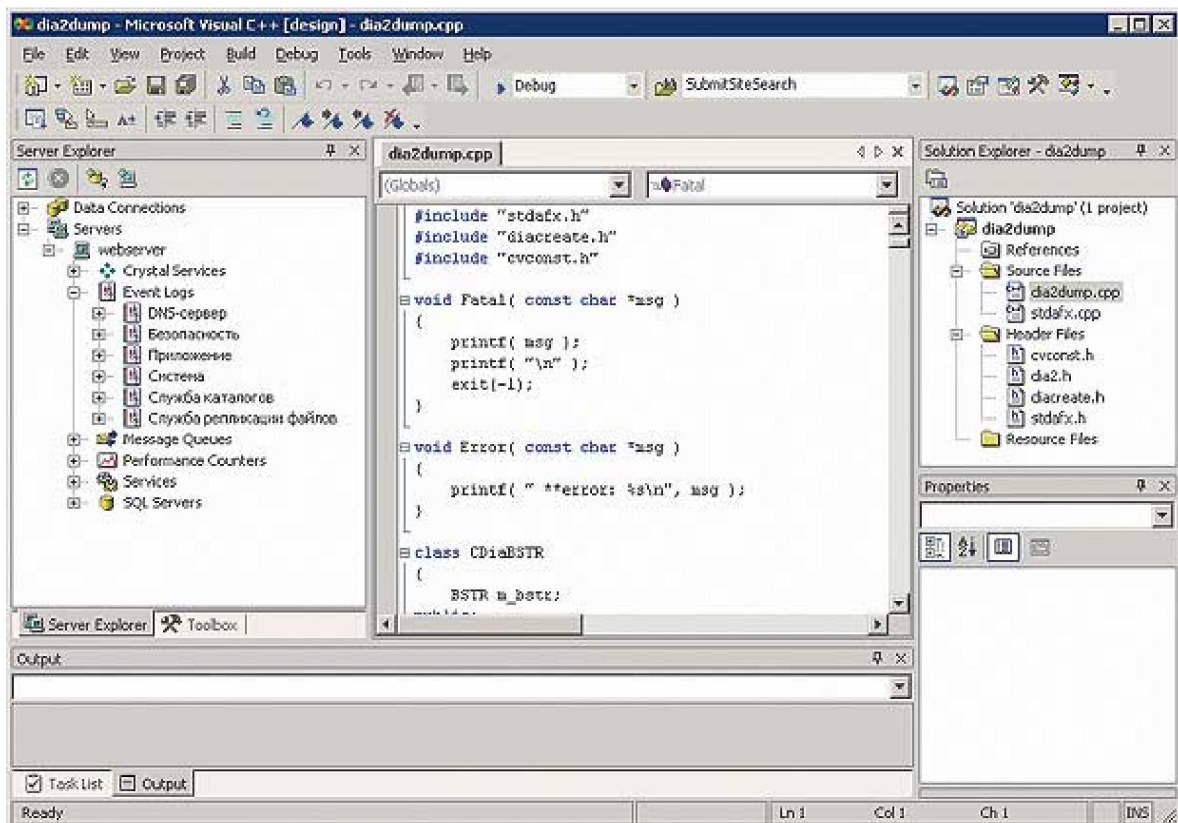 dia2dump - Microsoft Visual C++ [design] - dia2dump.cpp
File Edit View Project Build Debug Tools Window Help
Debug SubmitSiteSearch
Server Explorer
Data Connections
Servers
webserver
Crystal Services
Event Logs
DNS-сервер
Безопасность
Приложение
Система
Служба каталогов
Служба репликации файлов
Message Queues
Performance Counters
Services
SQL Servers
Server Explorer Toolbox
dia2dump.cpp
(Globals) Fatal
#include "stdafx.h"
#include "diacreate.h"
#include "cvconst.h"
void Fatal( const char *msg )
{
printf( msg );
printf( "\n" );
exit(-1);
}
void Error( const char *msg )
{
printf( " **error: %s\n", msg );
}
class CDiaBSTR
{
BSTR m_bstr;
public:
Solution Explorer - dia2dump
Solution 'dia2dump' (1 project)
dia2dump
References
Source Files
dia2dump.cpp
stdafx.cpp
Header Files
cvconst.h
dia2.h
diacreate.h
stdafx.h
Resource Files
Properties
Output
Task List Output
Ready Ln 1 Col 1 Ch 1 INS